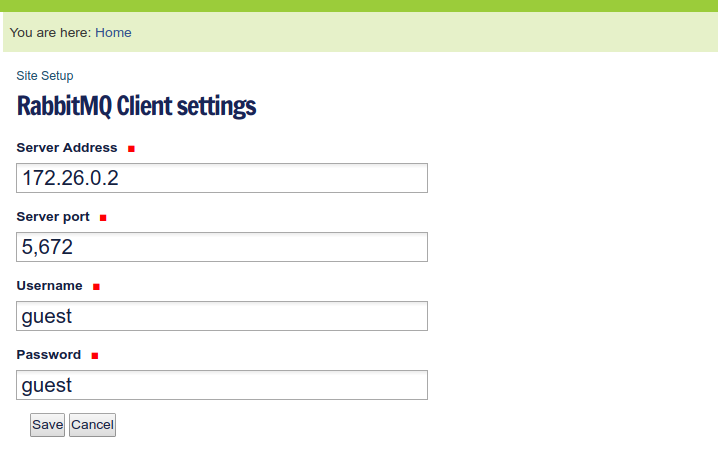 You are here: Home
Site Setup
RabbitMQ Client settings
Server Address
172.26.0.2
Server port
5,672
Username
guest
Password
guest
Save Cancel